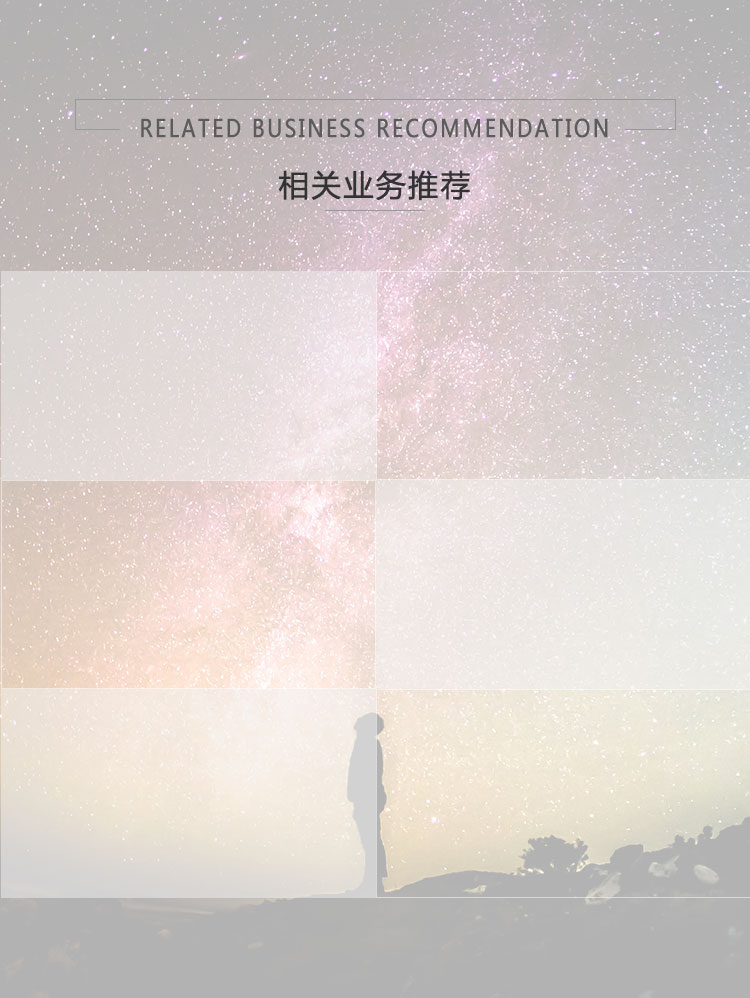 RELATED BUSINESS RECOMMENDATION
相关业务推荐